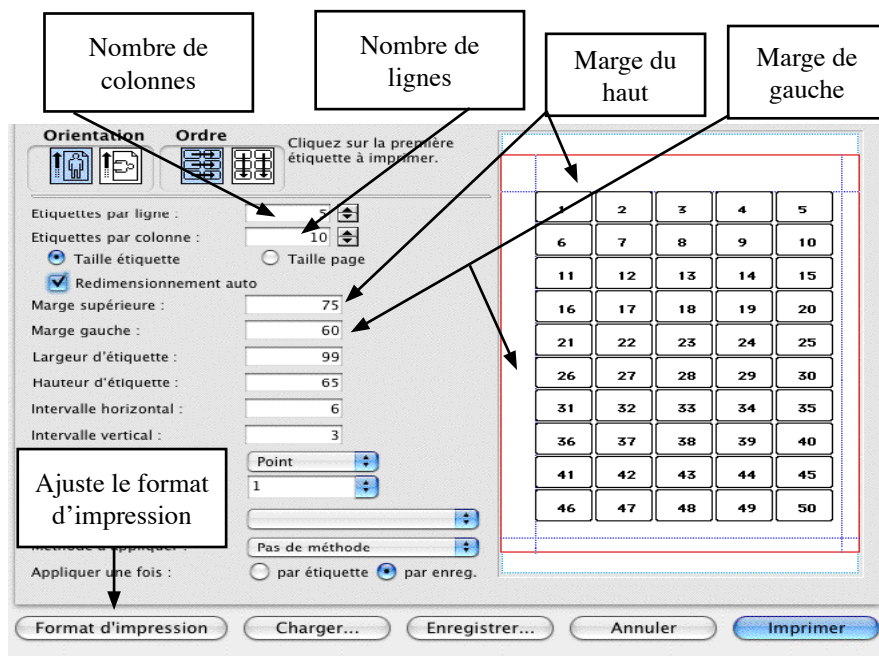 Nombre de
colonnes
Nombre de
lignes
Marge du
haut
Marge de
gauche
Orientation Ordre
Cliquez sur la première
étiquette à imprimer.
Etiquettes par ligne : 5
Etiquettes par colonne : 10
Taille étiquette Taille page
Redimensionnement auto
Marge supérieure : 75
Marge gauche : 60
Largeur d'étiquette : 99
Hauteur d'étiquette : 65
Intervalle horizontal : 6
Intervalle vertical : 3
Point
1
Ajuste le format
d'impression
Pas de méthode
Appliquer une fois : par étiquette par enreg.
1 2 3 4 5
6 7 8 9 10
11 12 13 14 15
16 17 18 19 20
21 22 23 24 25
26 27 28 29 30
31 32 33 34 35
36 37 38 39 40
41 42 43 44 45
46 47 48 49 50
Format d'impression Charger... Enregistrer... Annuler Imprimer